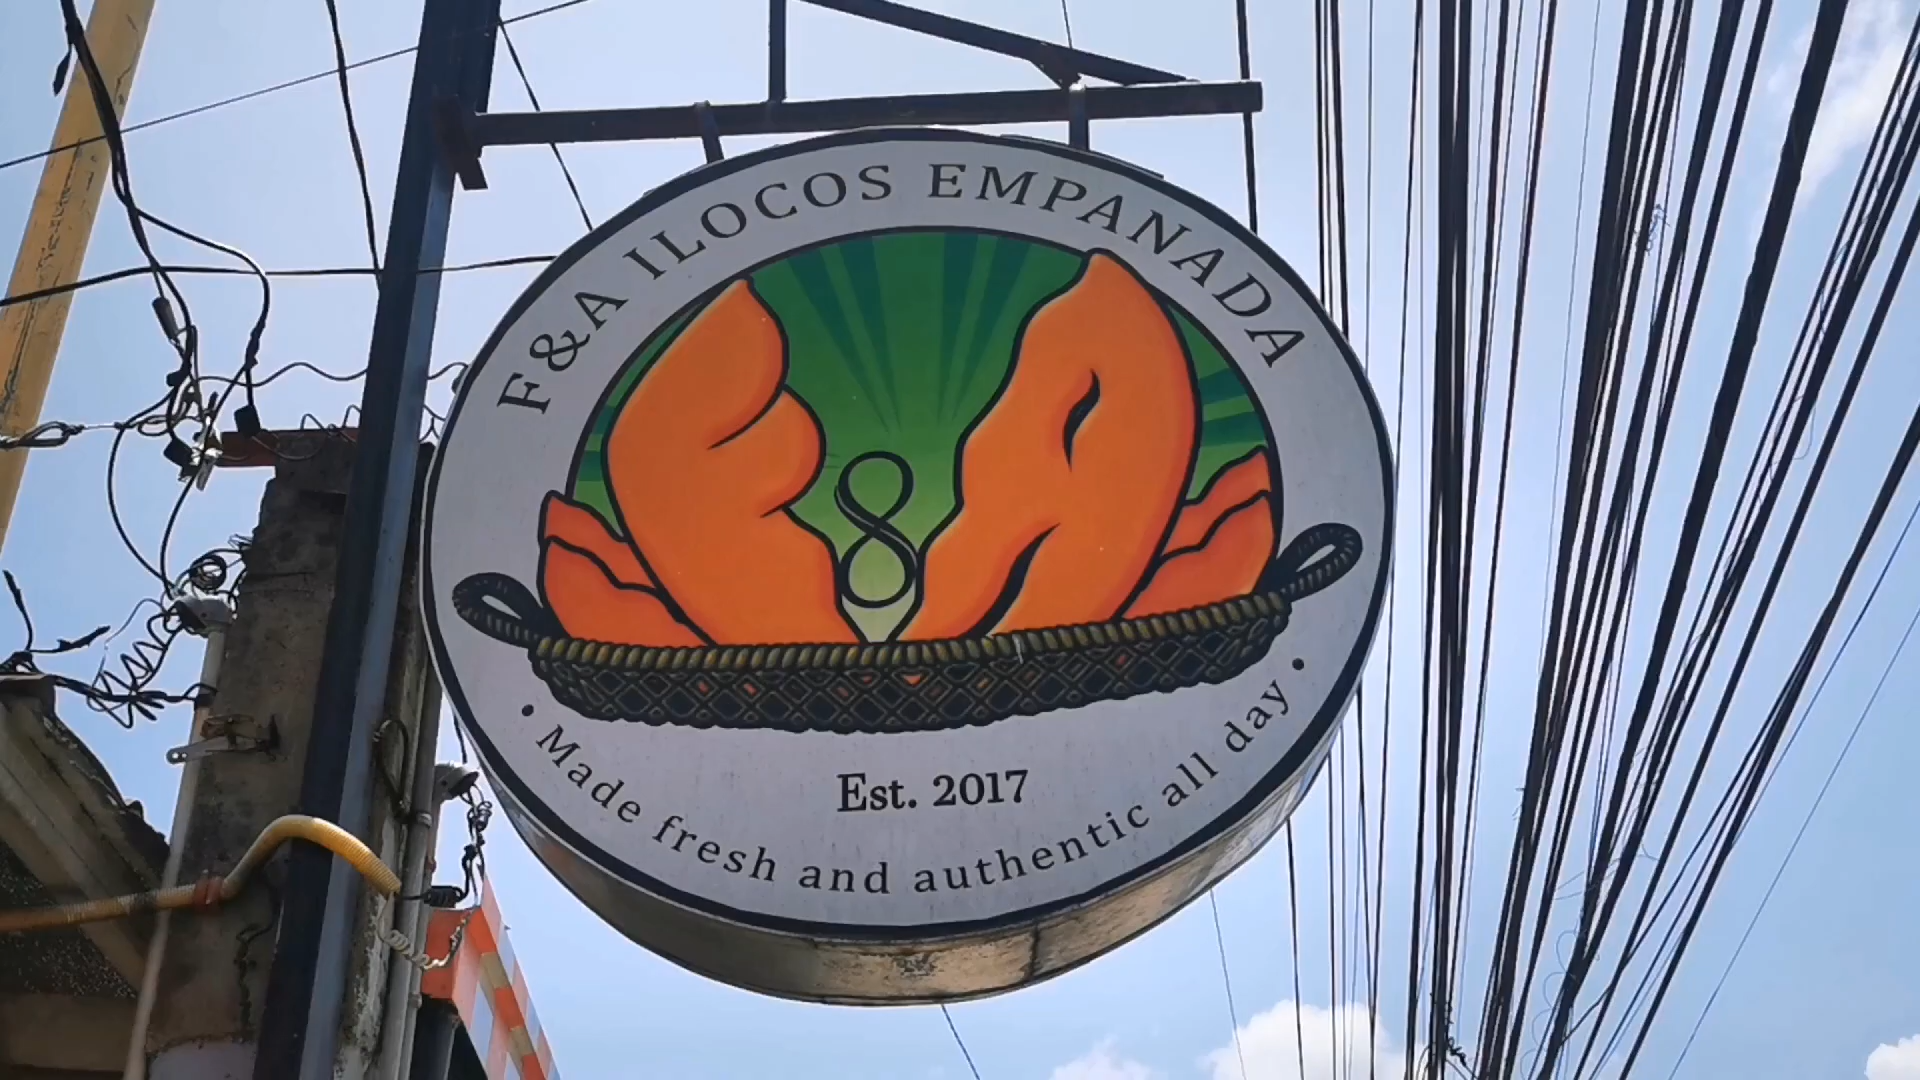 F&A ILOCOS EMPANADA
F & A
Est. 2017
• Made fresh and authentic all day •